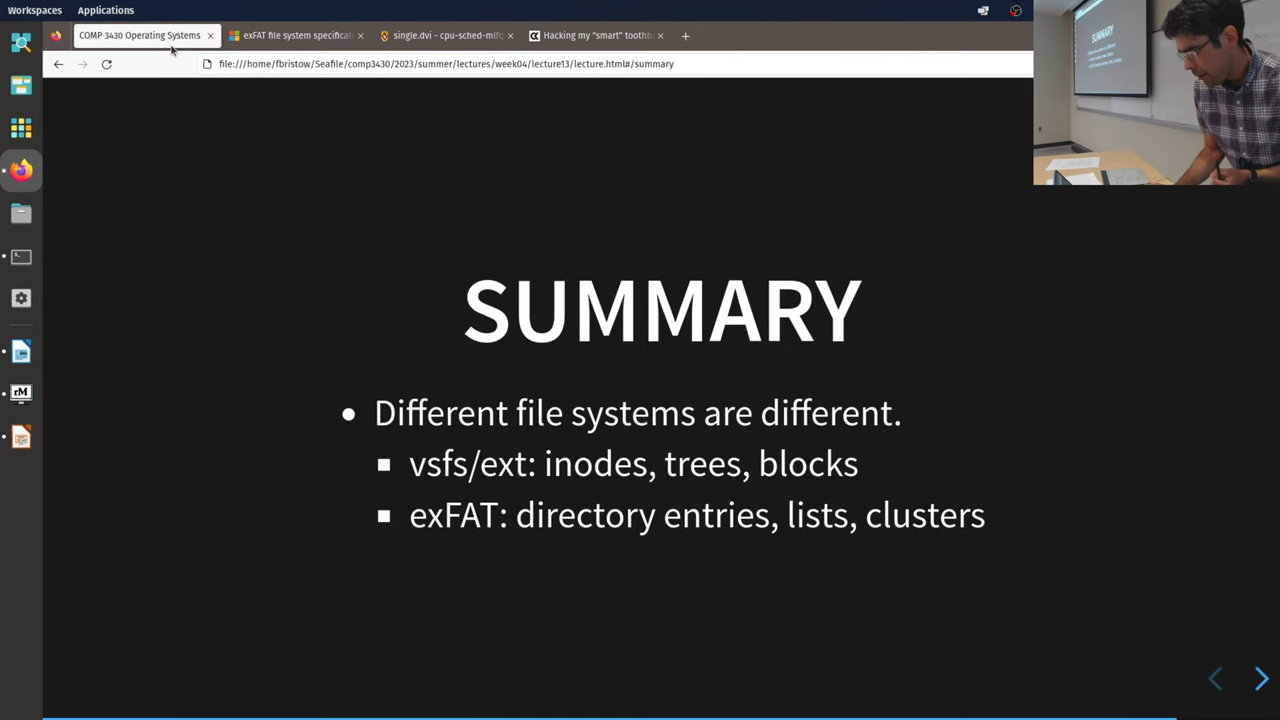 Workspaces Applications
COMP 3430 Operating Systems × exFAT file system specificat × single.dvi - cpu-sched-mlfq × Hacking my "smart" toothb × +
file:///home/fbristow/Seafile/comp3430/2023/summer/lectures/week04/lecture13/lecture.html#/summary
SUMMARY
SUMMARY
• Different file systems are different.
▪ vsfs/ext: inodes, trees, blocks
▪ exFAT: directory entries, lists, clusters
rM